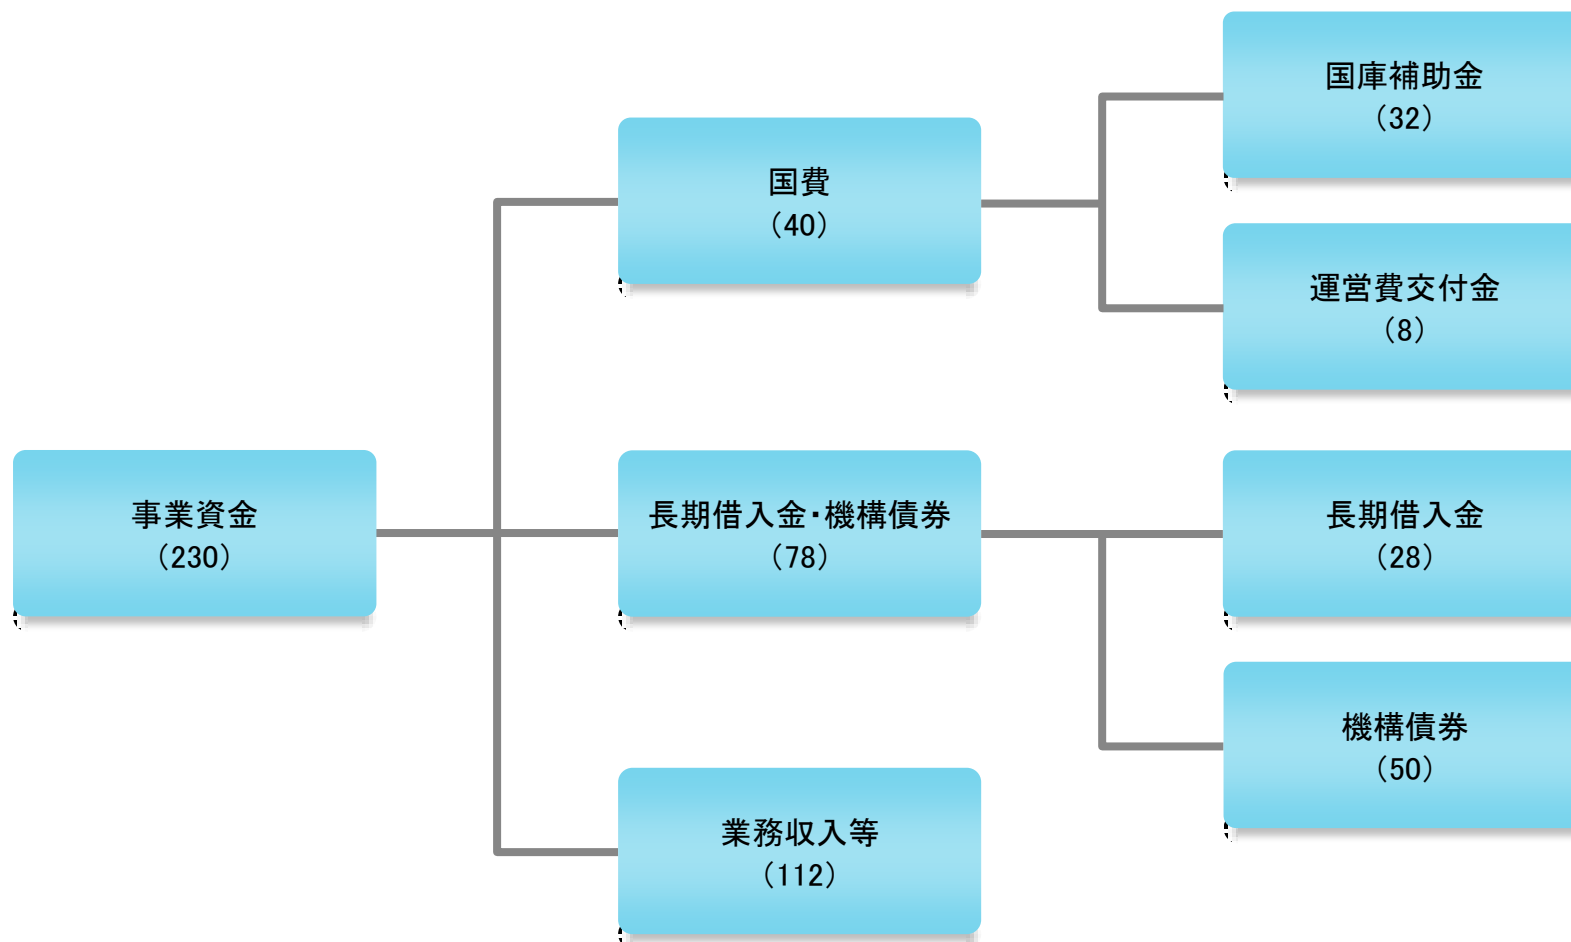 国庫補助金
（32）
国費
（40）
運営費交付金
（8）
事業資金
（230）
長期借入金・機構債券
（78）
長期借入金
（28）
機構債券
（50）
業務収入等
（112）